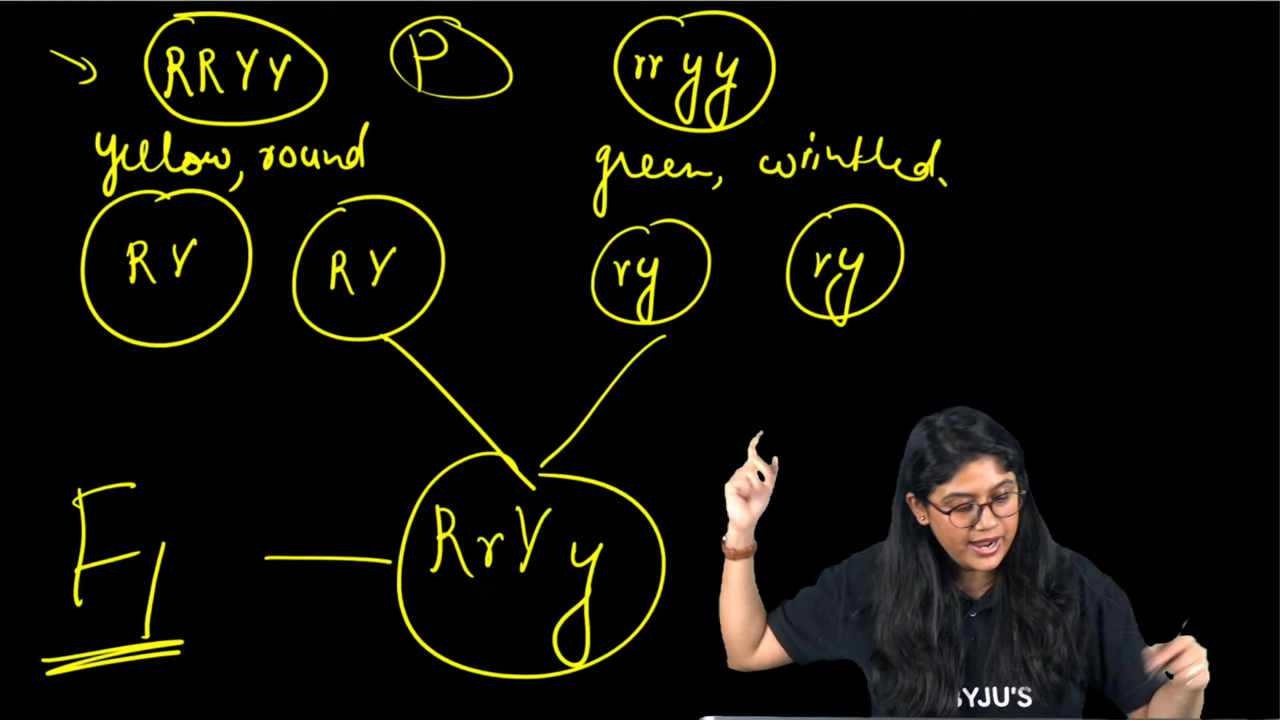 → RRYY P rryy
yellow, round green, wrinkled.
RY RY ry ry
F1 — RrYy
BYJU'S